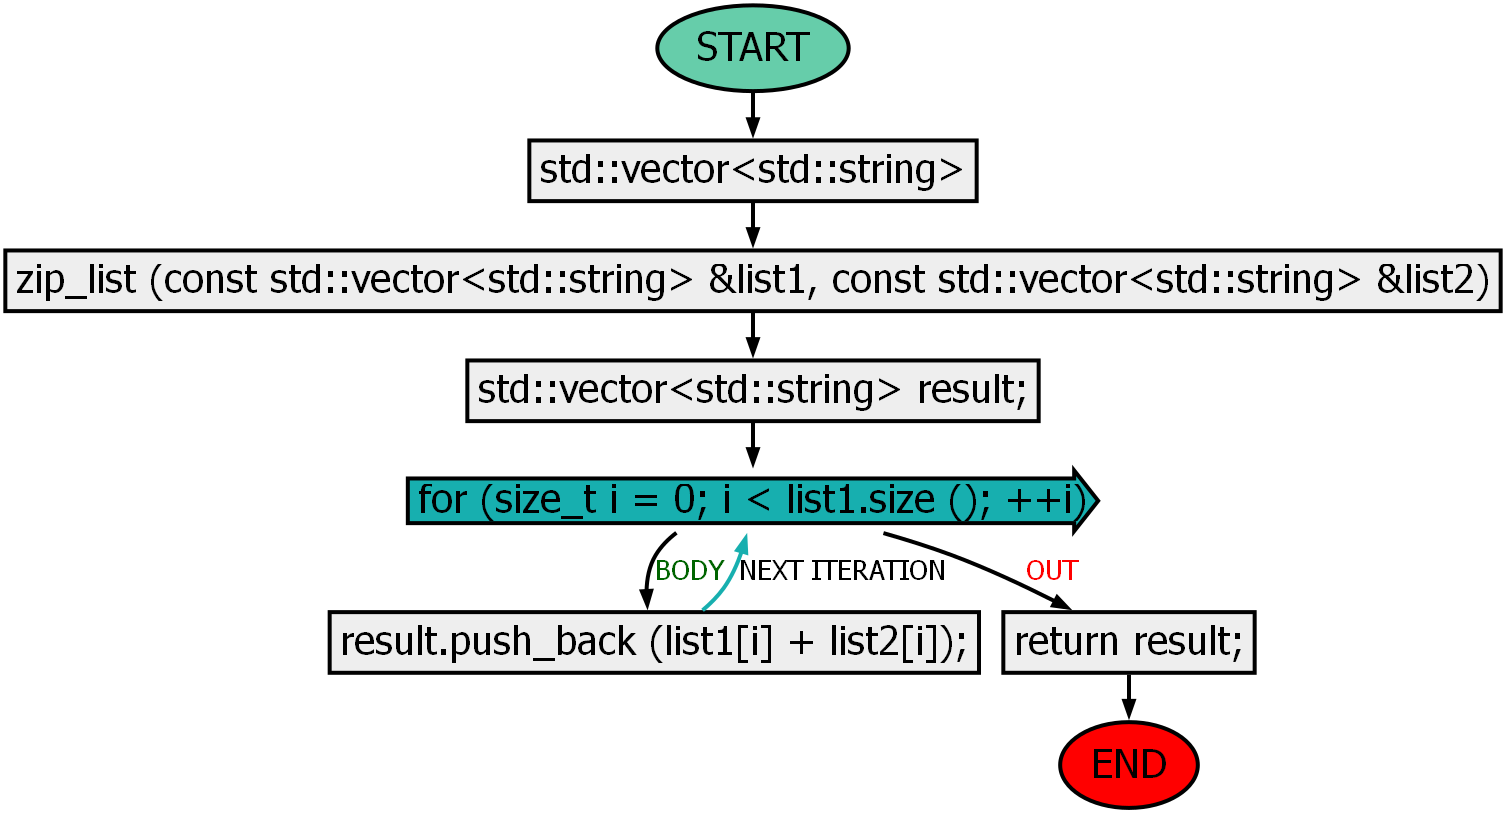 START
std::vector<std::string>
zip_list (const std::vector<std::string> &list1, const std::vector<std::string> &list2)
std::vector<std::string> result;
for (size_t i = 0; i < list1.size (); ++i)
BODY
NEXT ITERATION
OUT
result.push_back (list1[i] + list2[i]);
return result;
END